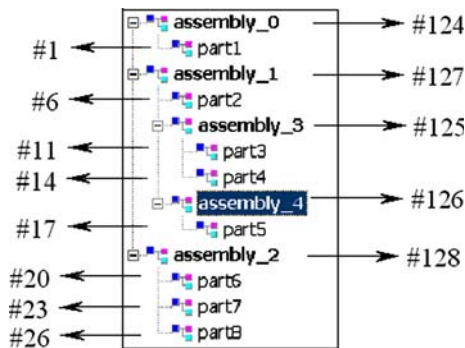 assembly_0 #124
#1 part1
assembly_1 #127
#6 part2
assembly_3 #125
#11 part3
#14 part4
assembly_4 #126
#17 part5
assembly_2 #128
#20 part6
#23 part7
#26 part8